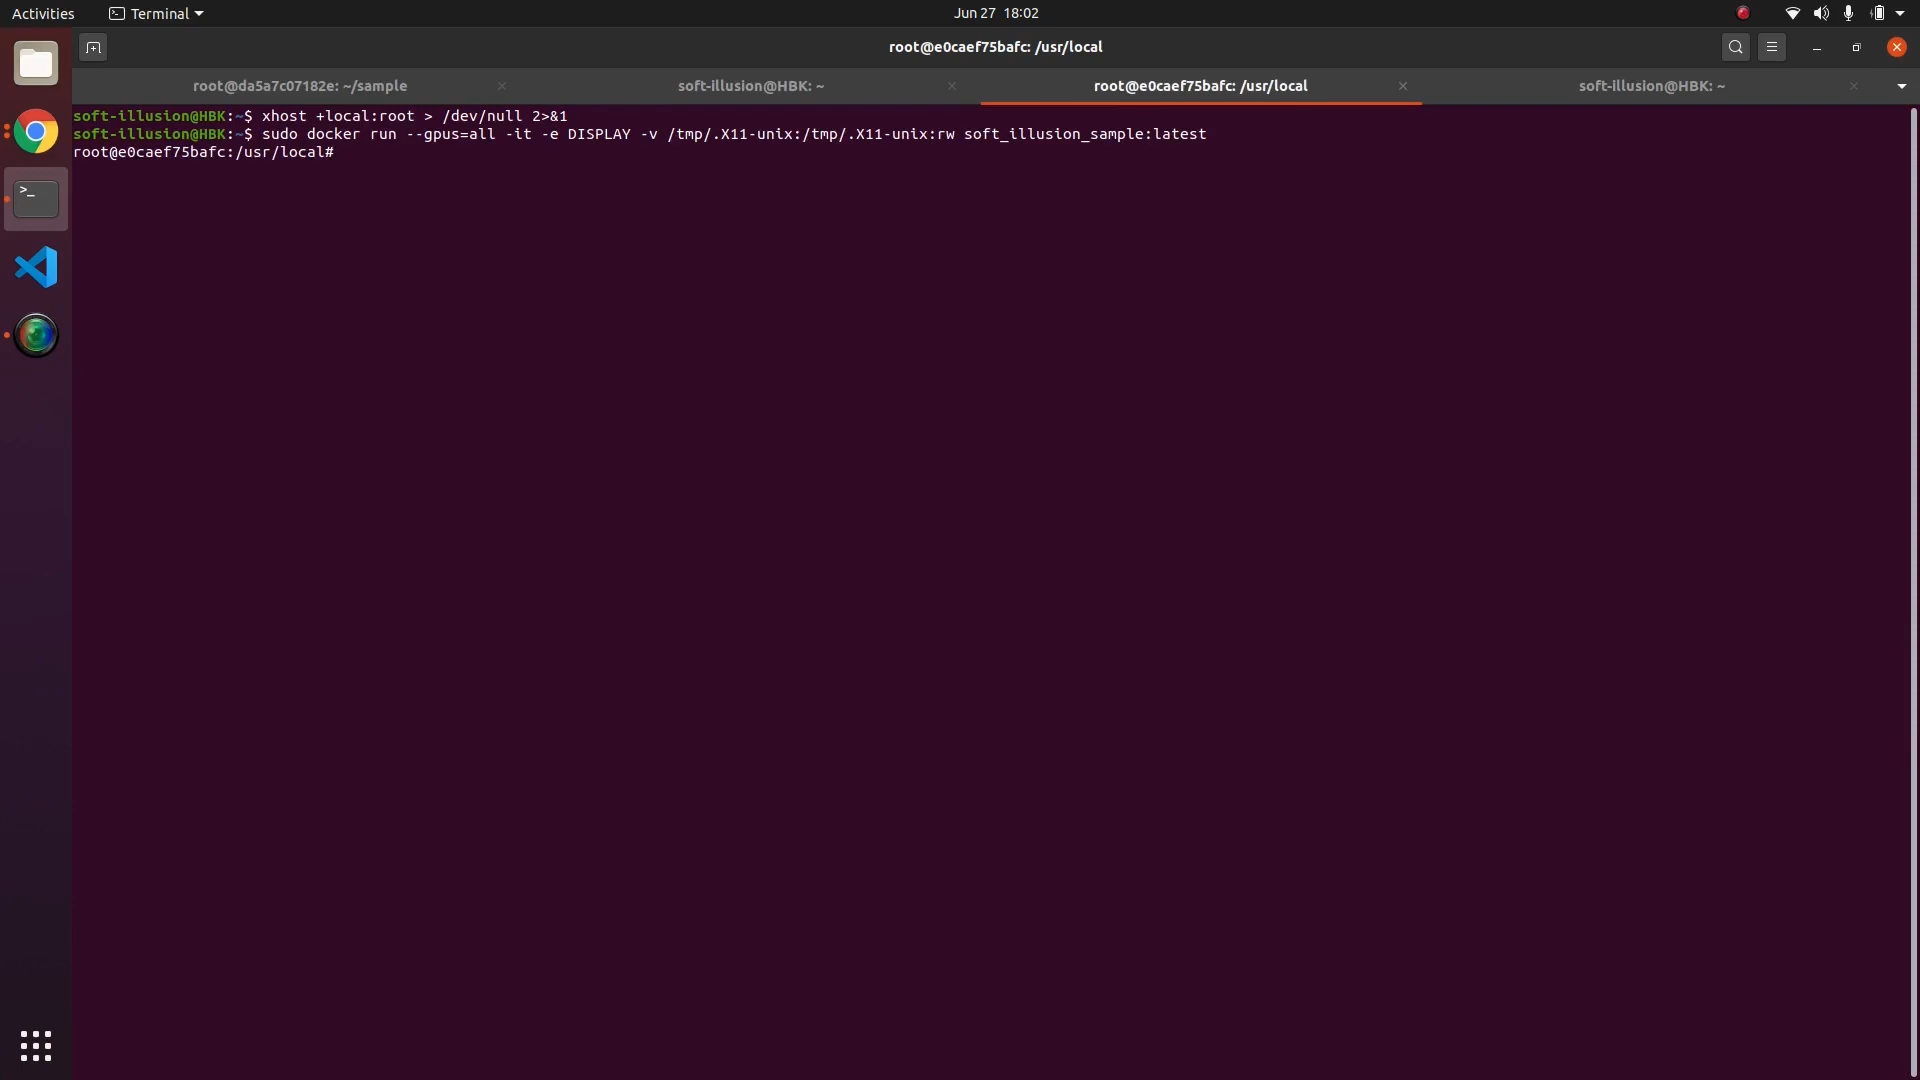 Activities Terminal Jun 27 18:02
root@e0caef75bafc: /usr/local
root@da5a7c07182e: ~/sample soft-illusion@HBK: ~ root@e0caef75bafc: /usr/local soft-illusion@HBK: ~
soft-illusion@HBK:~$ xhost +local:root > /dev/null 2>&1
soft-illusion@HBK:~$ sudo docker run --gpus=all -it -e DISPLAY -v /tmp/.X11-unix:/tmp/.X11-unix:rw soft_illusion_sample:latest
root@e0caef75bafc:/usr/local#